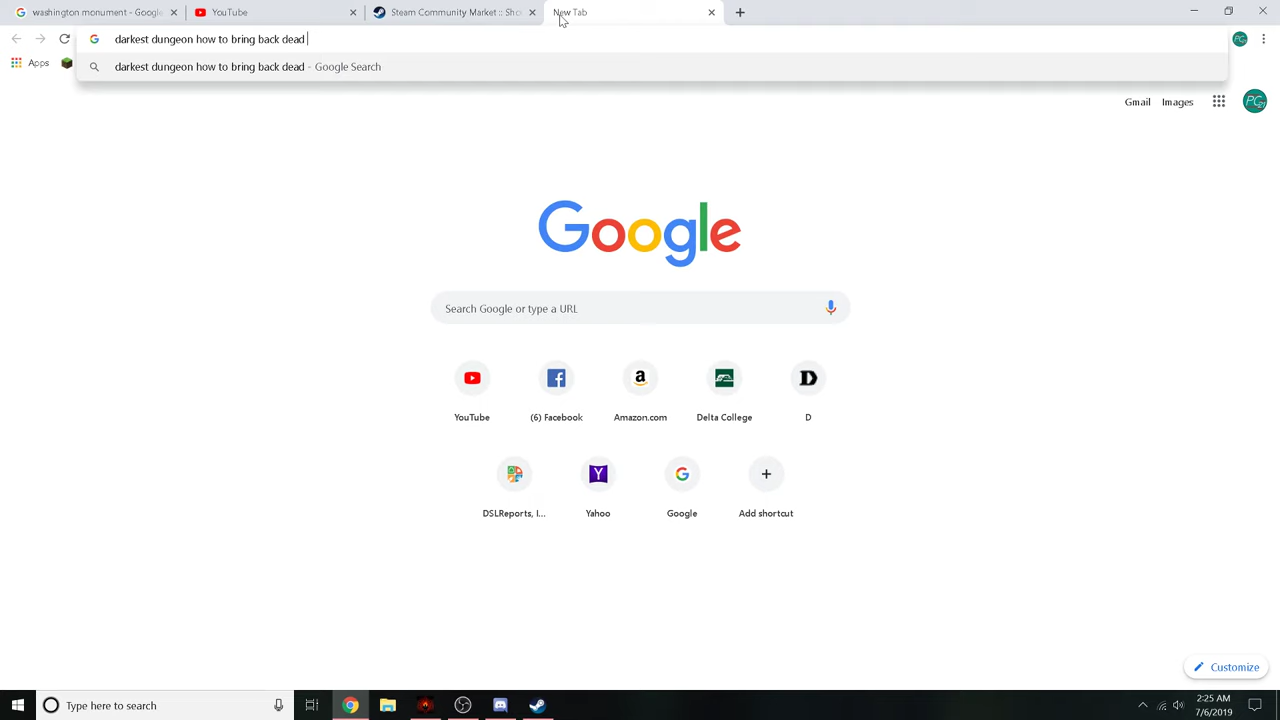 washington monument - Google
YouTube
Steam Community Market :: Sho
New Tab
darkest dungeon how to bring back dead
Apps
darkest dungeon how to bring back dead - Google Search
Gmail
Images
PC21
Google
Search Google or type a URL
YouTube
(6) Facebook
Amazon.com
Delta College
D
DSLReports, I...
Yahoo
Google
Add shortcut
Customize
Type here to search
2:25 AM
7/6/2019